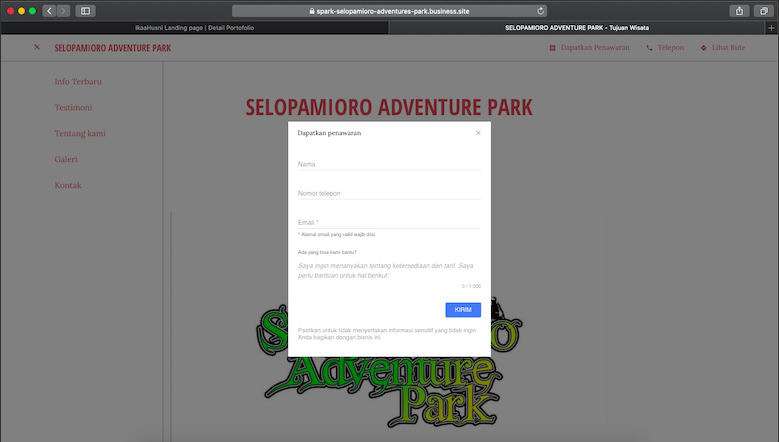 spark-selopamioro-adventures-park.business.site
IkaaHusni Landing page | Detail Portofolio
SELOPAMIORO ADVENTURE PARK - Tujuan Wisata
SELOPAMIORO ADVENTURE PARK
Dapatkan Penawaran
Telepon
Lihat Rute
Info Terbaru
Testimoni
Tentang kami
Galeri
Kontak
SELOPAMIORO ADVENTURE PARK
Dapatkan penawaran
Nama
Nomor telepon
Email *
* Alamat email yang valid wajib diisi.
Ada yang bisa kami bantu?
Saya ingin menanyakan tentang ketersediaan dan tarif. Saya
perlu bantuan untuk hal berikut:
0 / 1.000
KIRIM
Pastikan untuk tidak menyertakan informasi sensitif yang tidak ingin
Anda bagikan dengan bisnis ini.
Adventure
Park